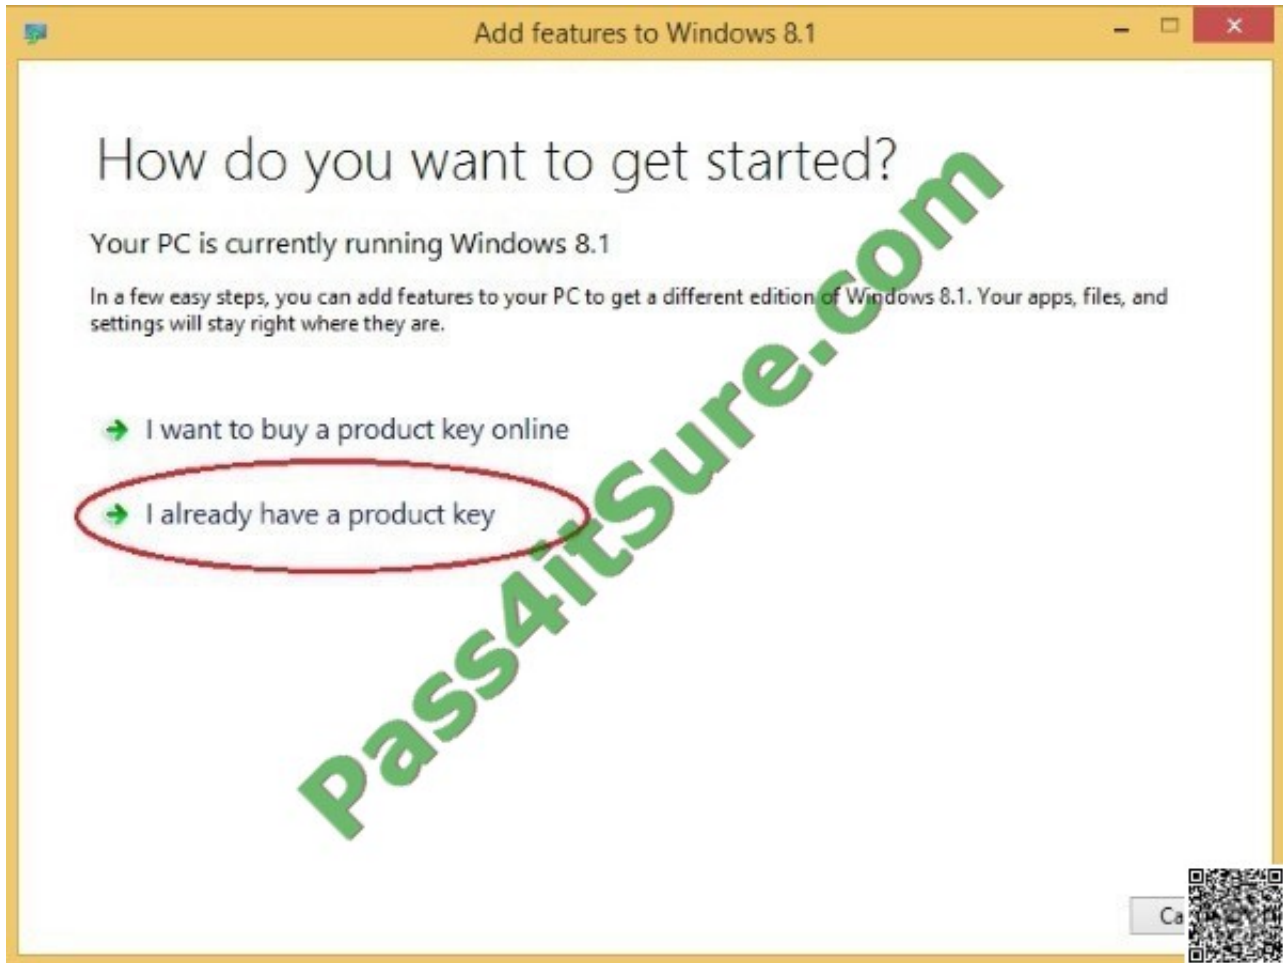 Add features to Windows 8.1
How do you want to get started?
Your PC is currently running Windows 8.1
In a few easy steps, you can add features to your PC to get a different edition of Windows 8.1. Your apps, files, and
settings will stay right where they are.
I want to buy a product key online
I already have a product key
Pass4itSure.com